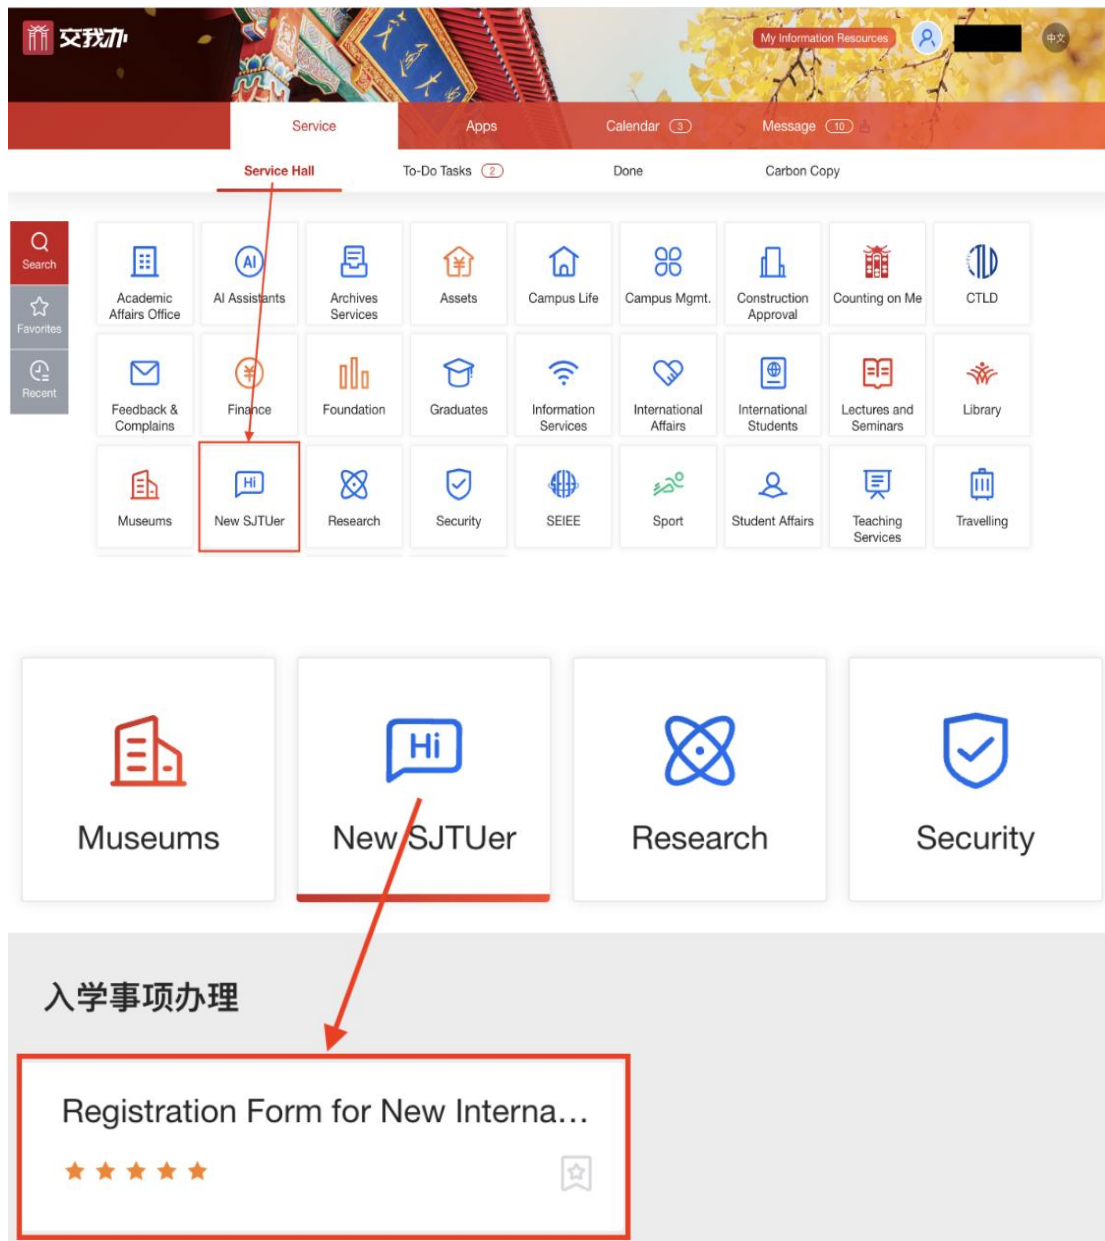 交我办
My Information Resources
中文
Service
Apps
Calendar 3
Message 10
Service Hall
To-Do Tasks 2
Done
Carbon Copy
Search
Favorites
Recent
Academic
Affairs Office
AI
AI Assistants
Archives
Services
Assets
Campus Life
Campus Mgmt.
Construction
Approval
Counting on Me
CTLD
Feedback &
Complains
Finance
Foundation
Graduates
Information
Services
International
Affairs
International
Students
Lectures and
Seminars
Library
Museums
Hi
New SJTUer
Research
Security
SEIEE
Sport
Student Affairs
Teaching
Services
Travelling
Museums
Hi
New SJTUer
Research
Security
入学事项办理
Registration Form for New Interna...